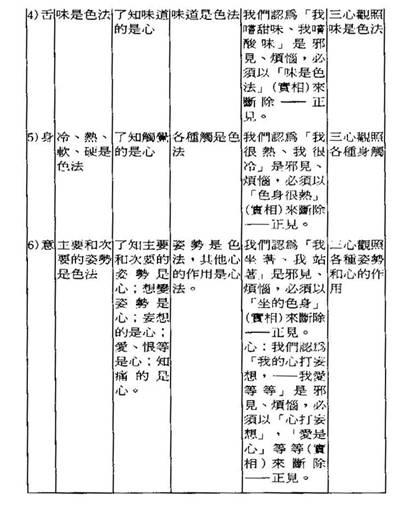 4)舌
味是色法
了知味道
的是心
味道是色法
我們認爲「我
嚐甜味、我嚐
酸味」是邪
見、煩惱,必
須以「味是色
法」(實相)來
斷除——正
見。
三心觀照
味是色法
5)身
冷、熱、
軟、硬是
色法
了知觸覺
的是心
各種觸是色
法
我們認爲「我
很熱、我很
冷」是邪見、
煩惱,必須以
「色身很熱」
(實相)來斷除
——正見。
三心觀照
各種身觸
6)意
主要和次
要的姿勢
是色法
了知主要
和次要的
姿勢是
心;想變
姿勢是
心;妄想
的是心;
愛、恨等
是心;知
痛的是
心。
姿勢是色
法,其他心
的作用是心
法。
我們認爲「我
坐著、我站
著」是邪見、
煩惱,必須以
「坐的色身」
(實相)來斷除
——正見。
心:我們認爲
「我的心打妄
想,——我愛
等等」是邪
見、煩惱,必
須以「心打妄
想」、「愛是
心」等等(實
相)來斷除
——正見。
三心觀照
各種姿勢
和心的作
用